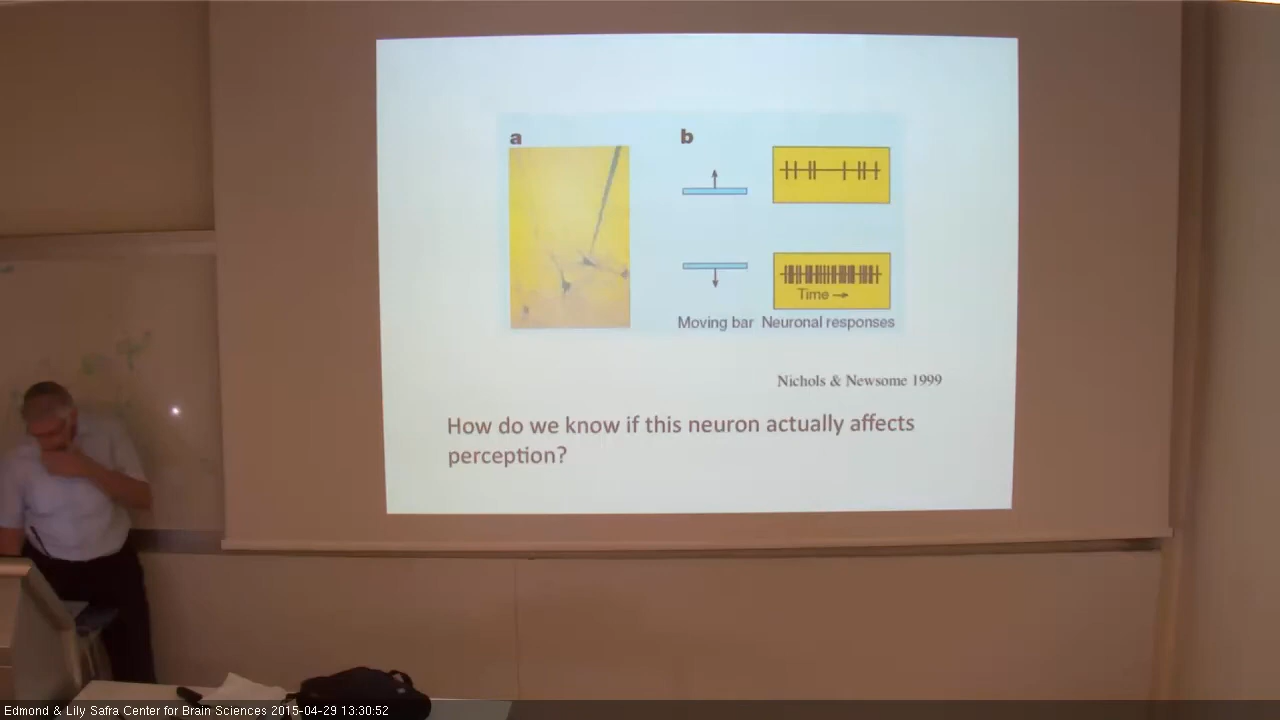 a
b
Time →
Moving bar Neuronal responses
Nichols & Newsome 1999
How do we know if this neuron actually affects
perception?
Edmond & Lily Safra Center for Brain Sciences 2015-04-29 13:30:52